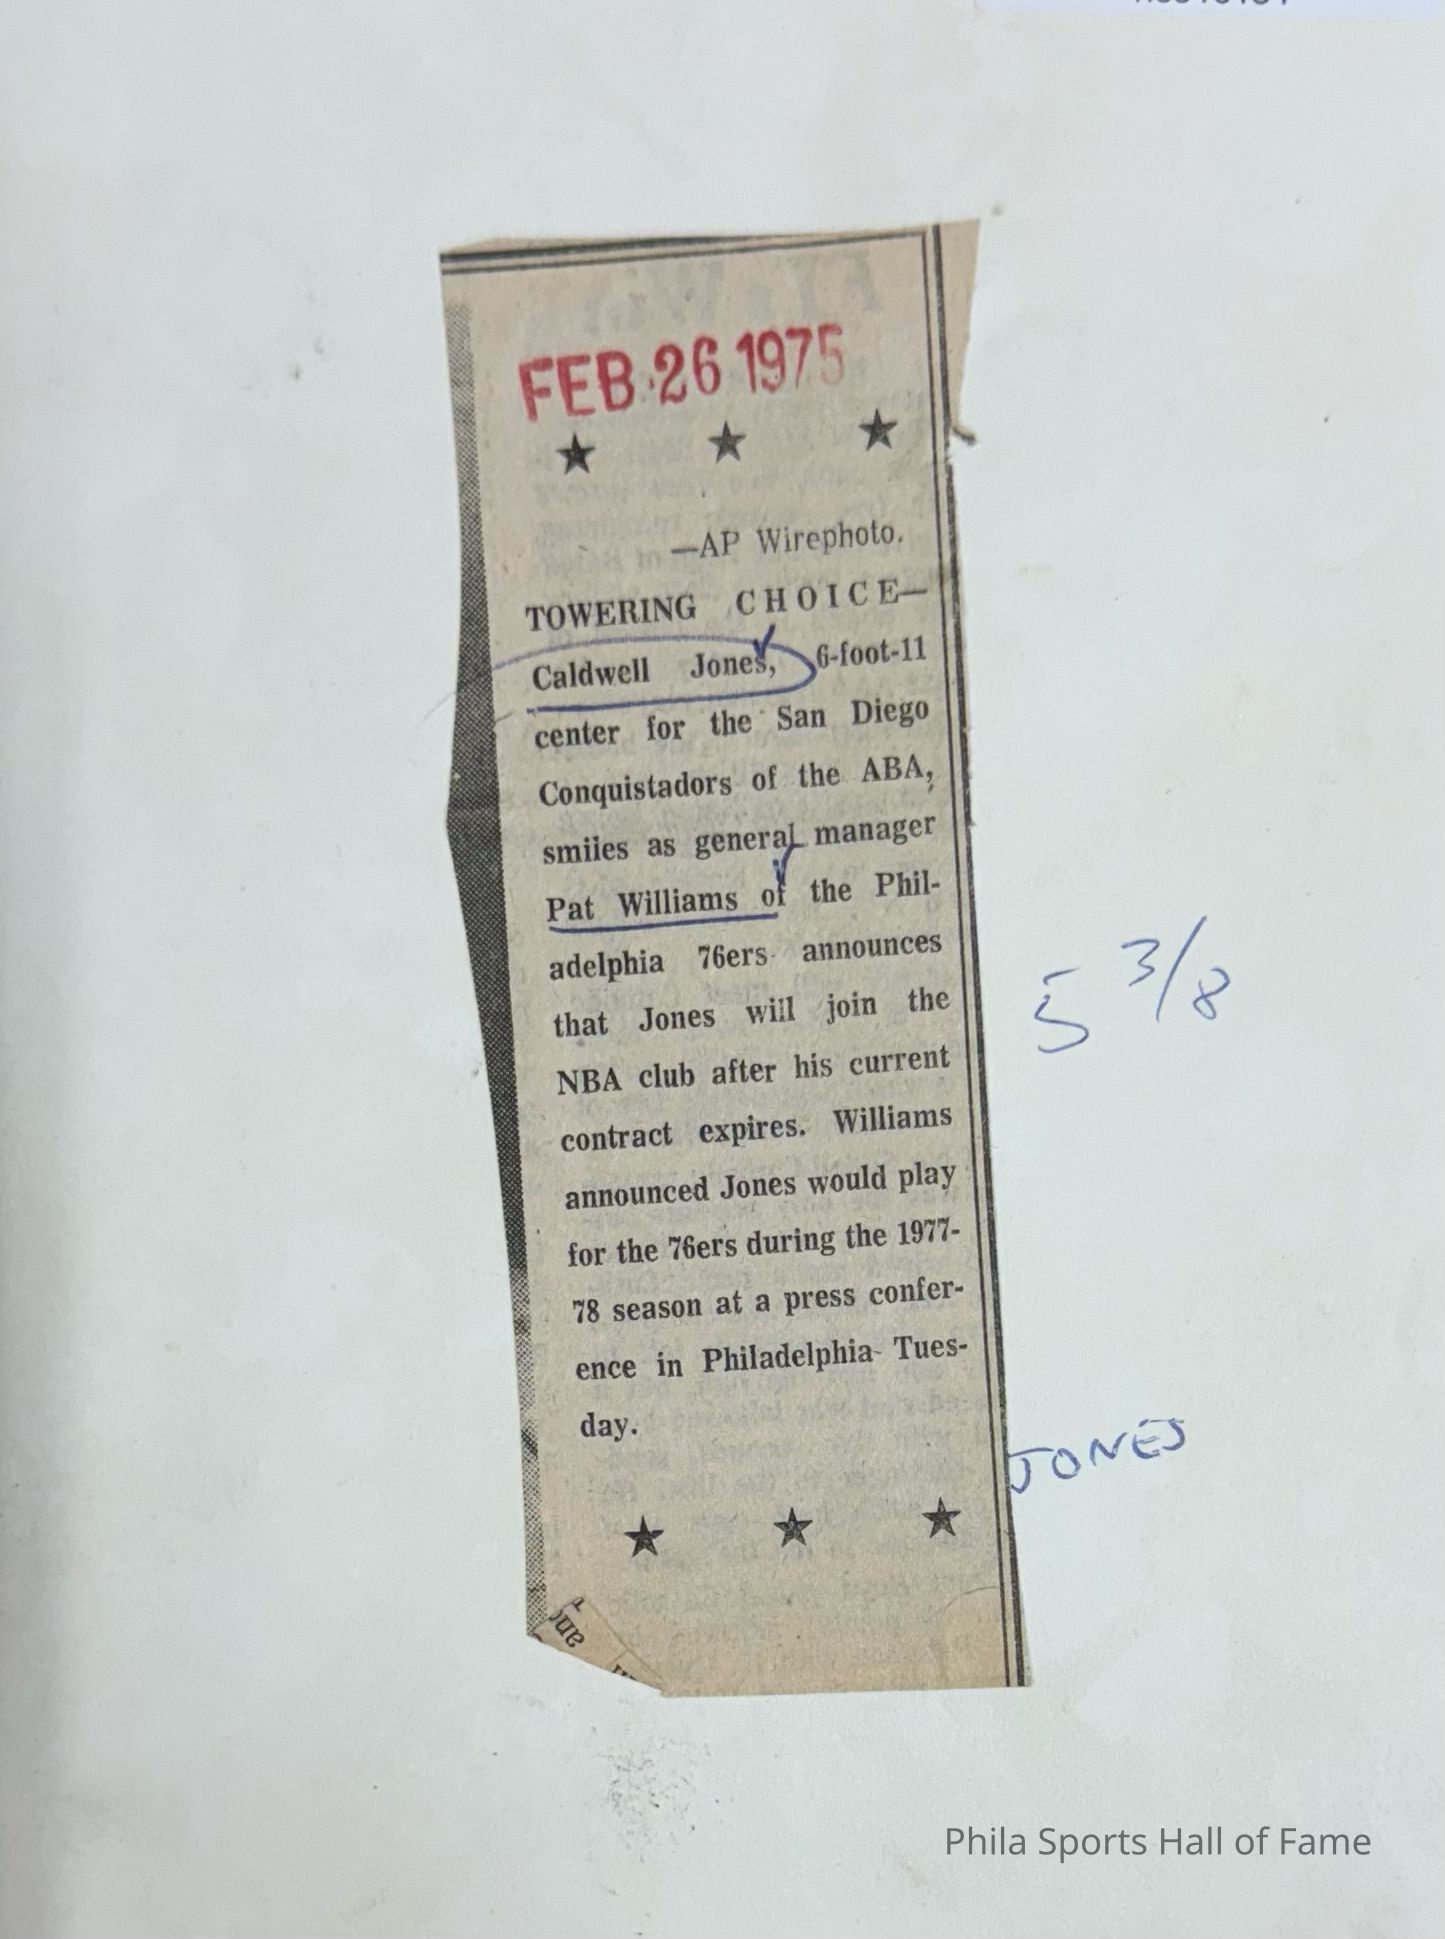 FEB 26 1975
★ ★ ★
—AP Wirephoto.
TOWERING CHOICE—
Caldwell Jones, 6-foot-11
center for the San Diego
Conquistadors of the ABA,
smiles as general manager
Pat Williams of the Phil-
adelphia 76ers announces
that Jones will join the
NBA club after his current
contract expires. Williams
announced Jones would play
for the 76ers during the 1977-
78 season at a press confer-
ence in Philadelphia Tues-
day.
★ ★ ★
5 3/8
JONES
and
Phila Sports Hall of Fame